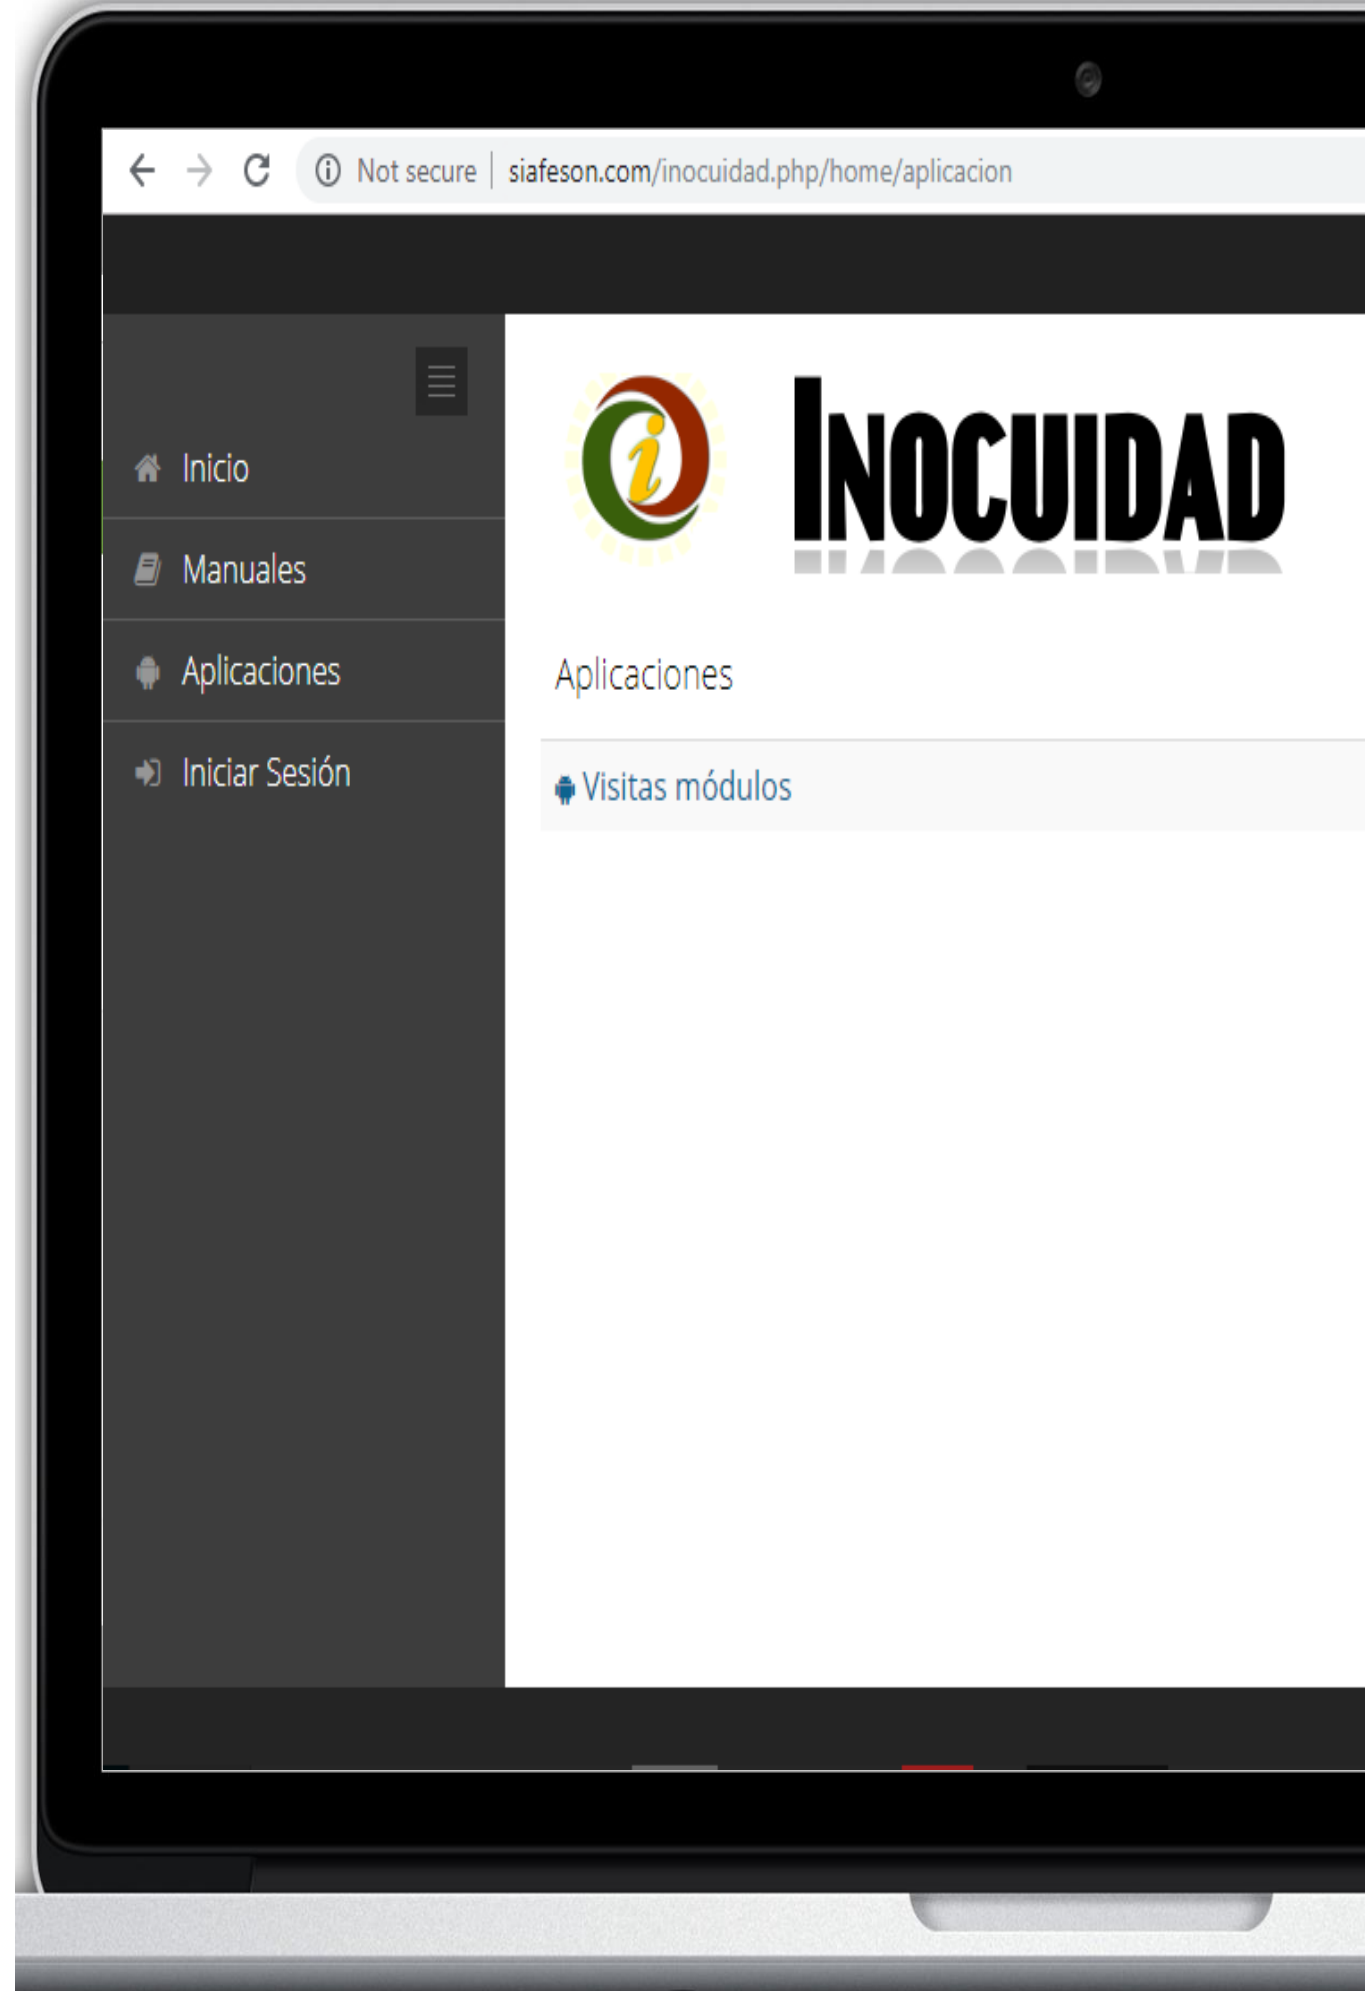 Not secure | siafeson.com/inocuidad.php/home/aplicacion
INOCUIDAD
Inicio
Manuales
Aplicaciones
Iniciar Sesión
Aplicaciones
Visitas módulos